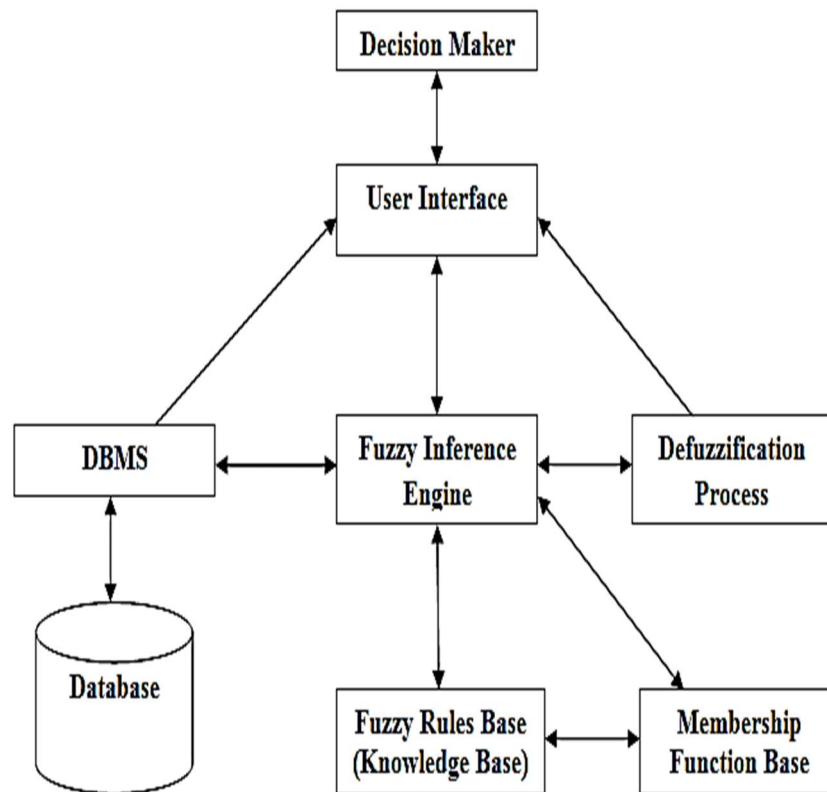 Decision Maker
User Interface
DBMS
Fuzzy Inference
Engine
Defuzzification
Process
Database
Fuzzy Rules Base
(Knowledge Base)
Membership
Function Base